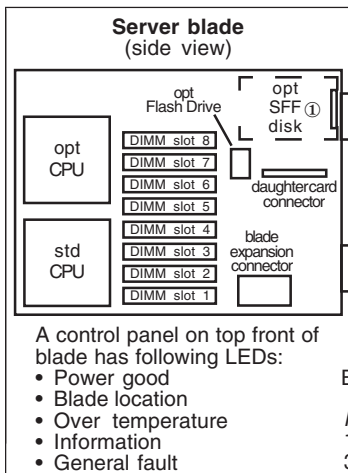 Server blade
(side view)
opt
Flash Drive
opt
SFF ①
disk
opt
CPU
DIMM slot 8
DIMM slot 7
DIMM slot 6
DIMM slot 5
daughtercard
connector
std
CPU
DIMM slot 4
DIMM slot 3
DIMM slot 2
DIMM slot 1
blade
expansion
connector
A control panel on top front of
blade has following LEDs:
• Power good
• Blade location
• Over temperature
• Information
• General fault